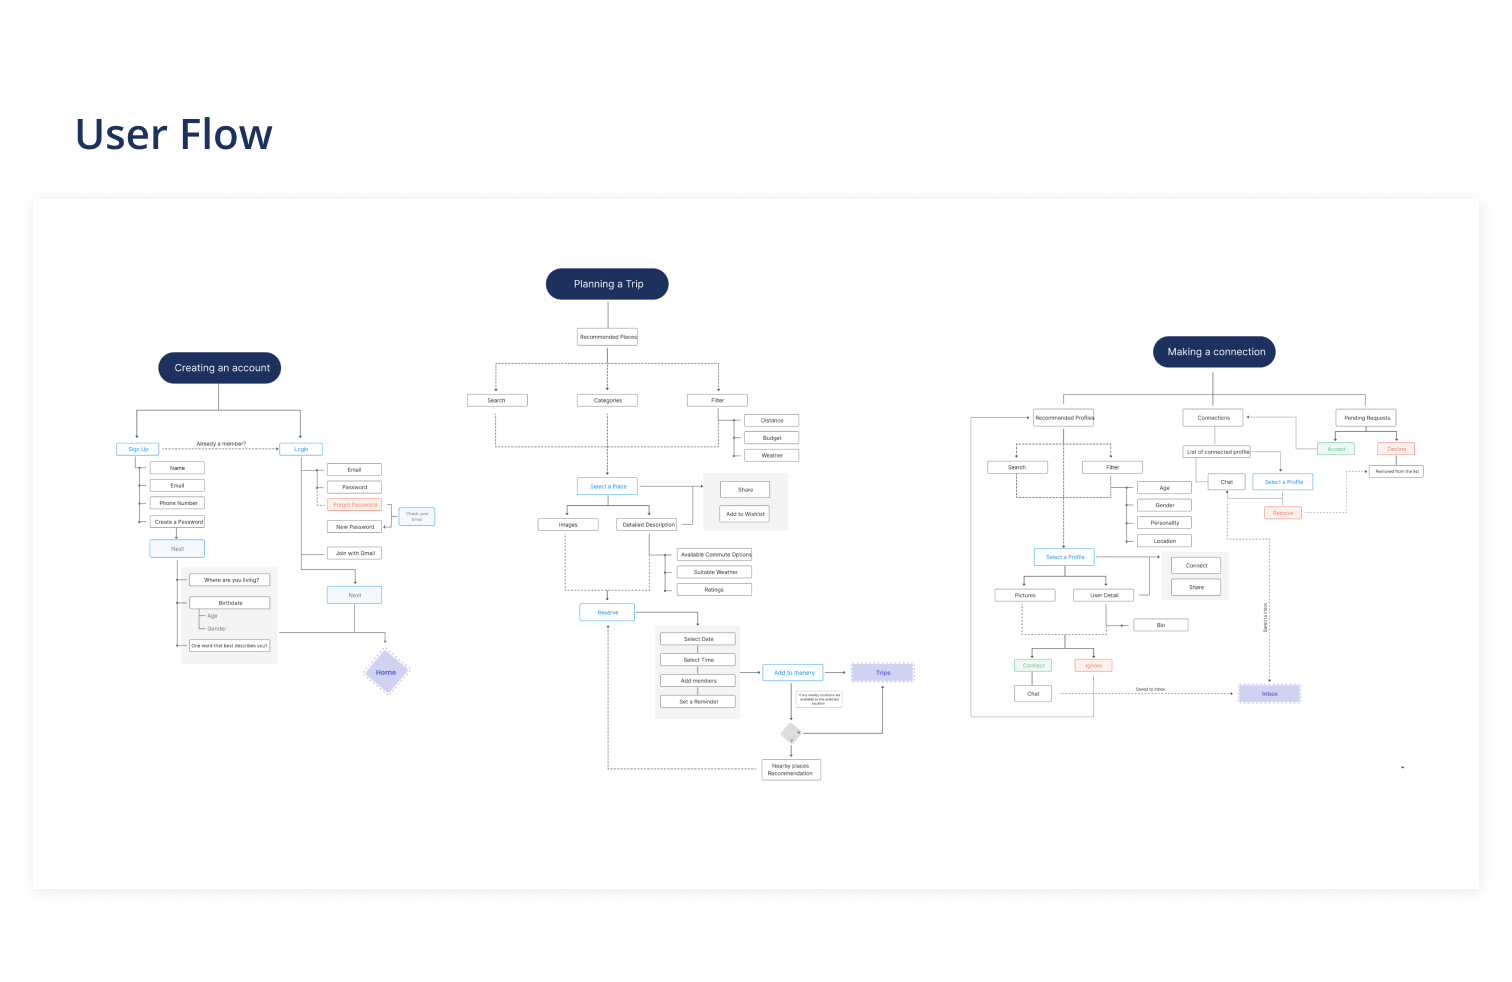 User Flow
Creating an account
Sign Up
Already a member?
Login
Name
Email
Phone Number
Create a Password
Next
Where are you living?
Birthdate
Age
Gender
One word that best describes you?
Email
Password
Forgot Password
Check your
Email
New Password
Join with Gmail
Next
Home
Planning a Trip
Recommended Places
Search
Categories
Filter
Distance
Budget
Weather
Select a Place
Share
Add to Wishlist
Images
Detailed Description
Available Commute Options
Suitable Weather
Ratings
Reserve
Select Date
Select Time
Add members
Set a Reminder
Add to Itienery
Trips
if any nearby locations are
available to the selected
location
Nearby places
Recommendation
Making a connection
Recommended Profiles
Connections
Pending Requests
Search
Filter
Age
Gender
Personality
Location
Select a Profile
Connect
Share
Pictures
User Detail
Bio
Connect
Ignore
Chat
Saved to inbox
Inbox
List of connected profile
Chat
Select a Profile
Remove
Saved to inbox
Accept
Decline
Removed from the list